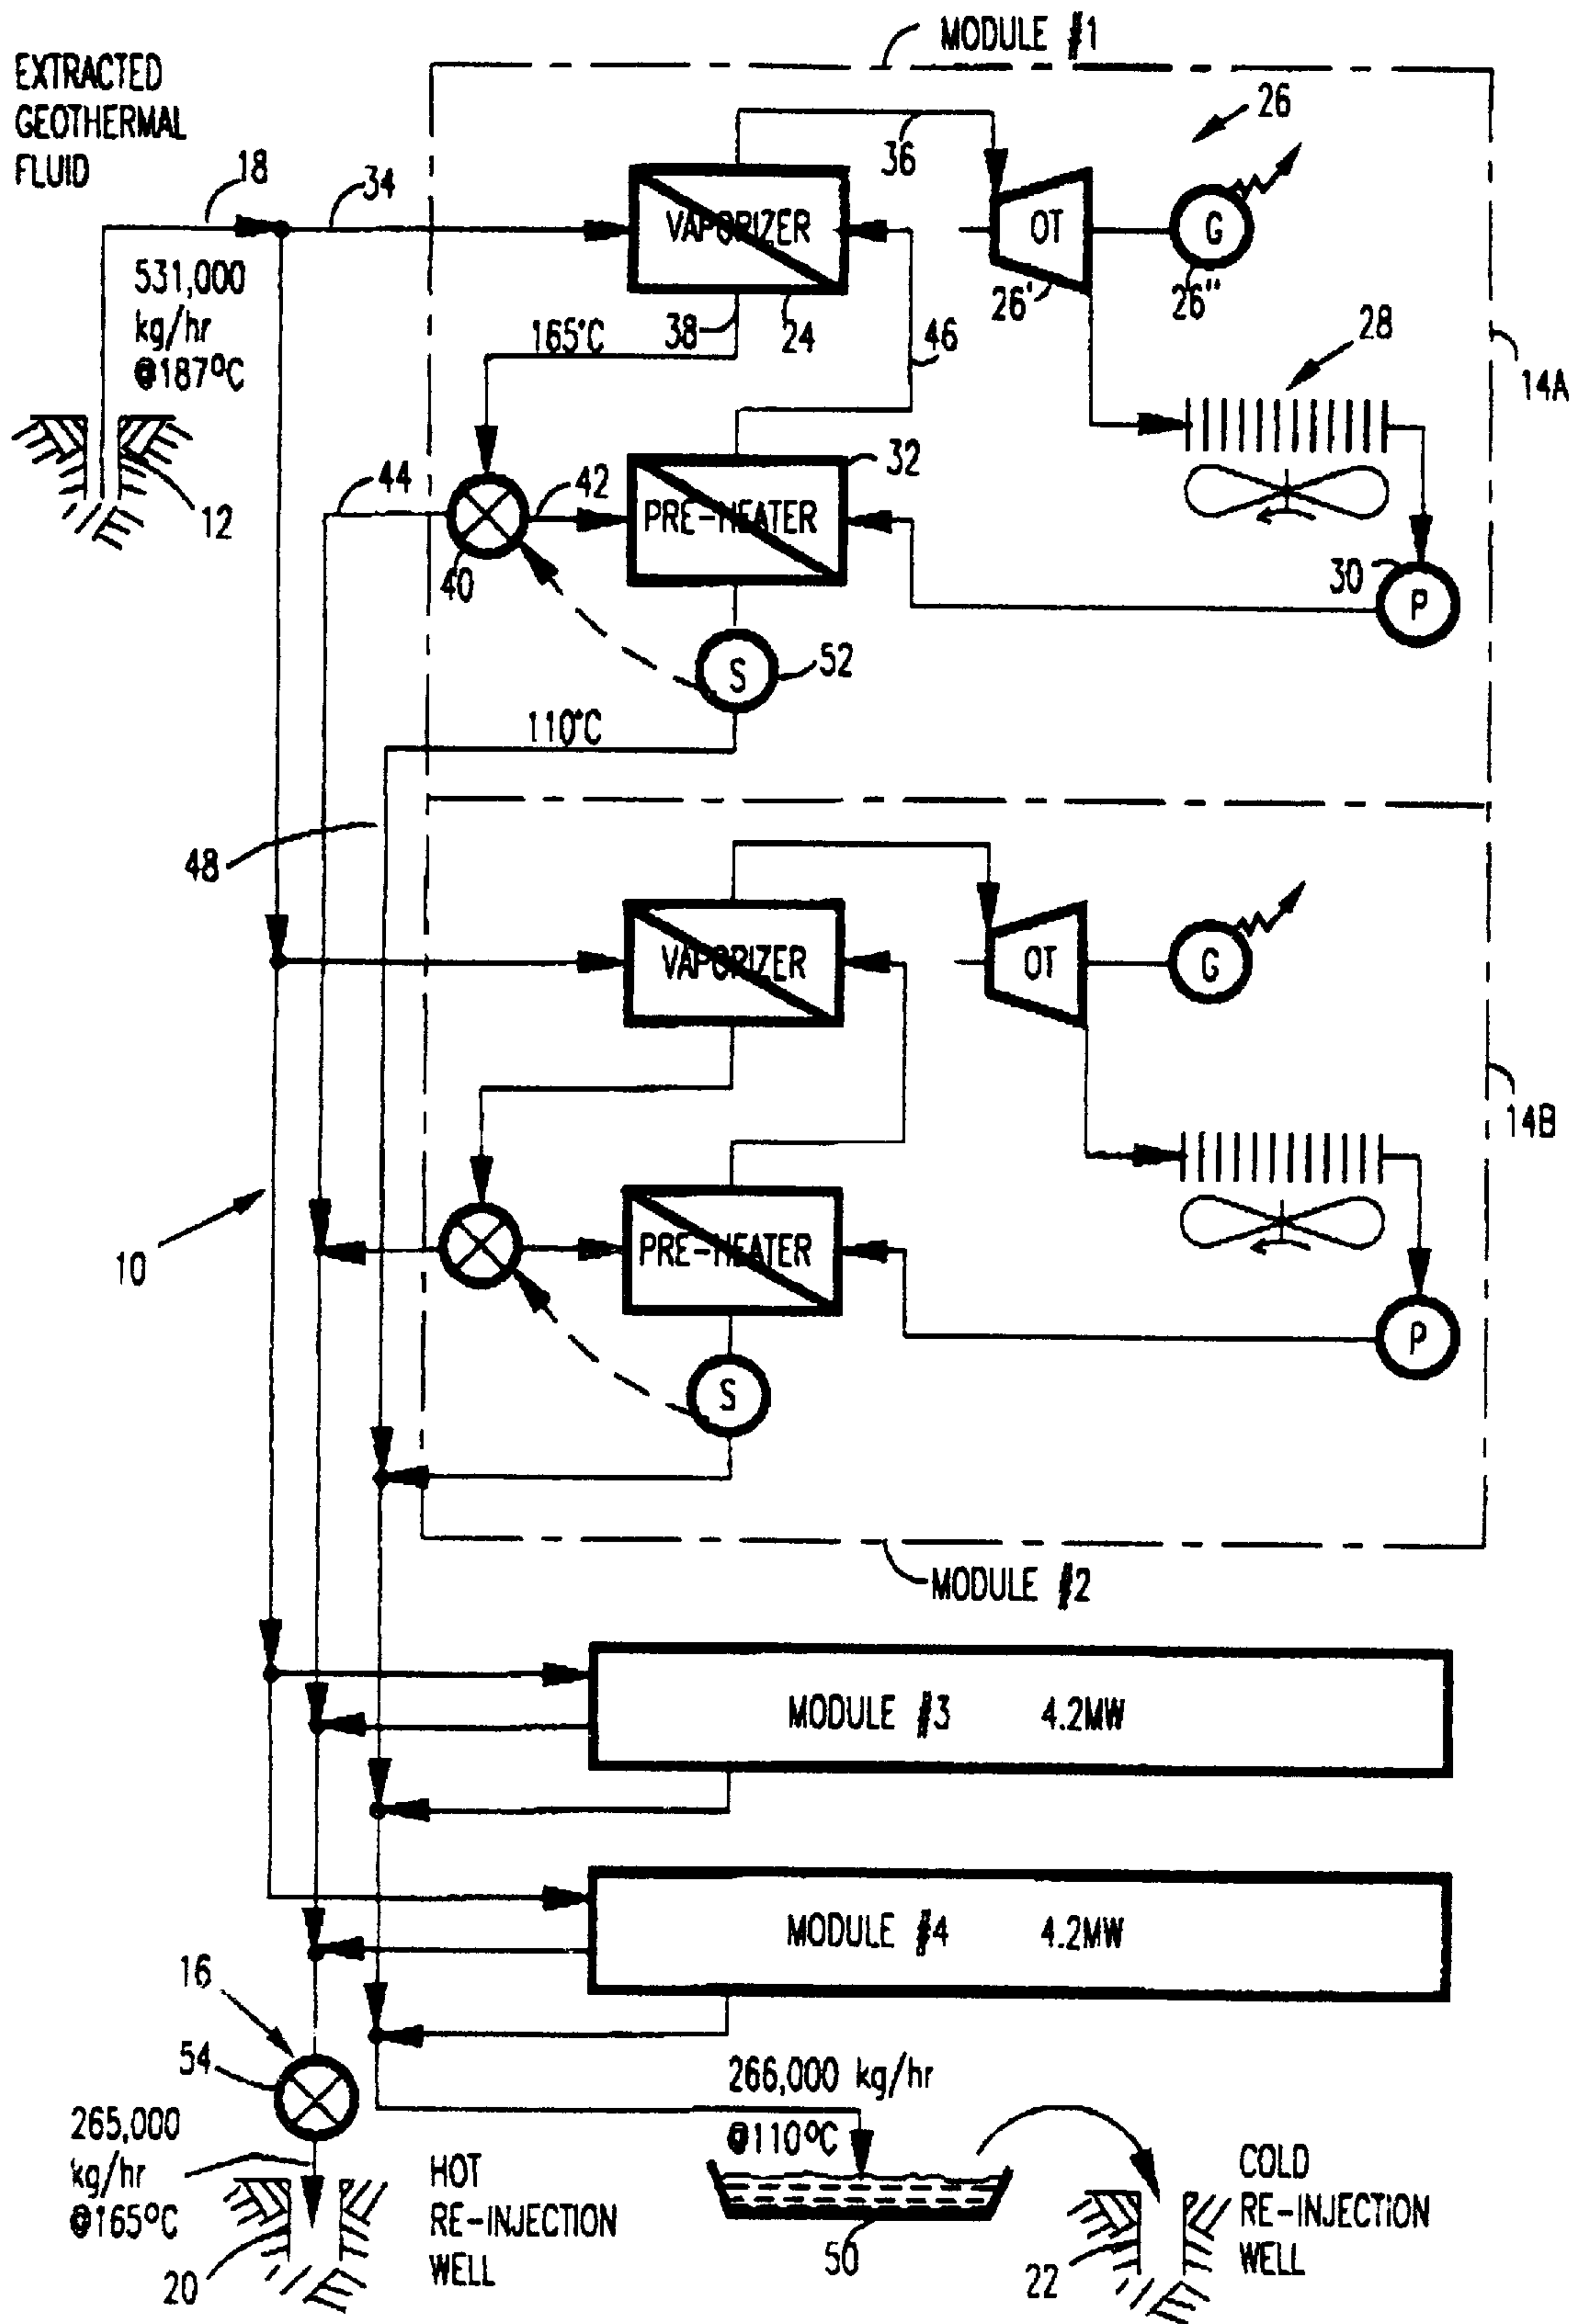 MODULE #1
EXTRACTED
GEOTHERMAL
FLUID
26
18
34
36
VAPORIZER
OT
G
531,000
kg/hr
@187°C
26'
26"
165°C
38
24
46
28
14A
12
44
42
32
PRE-HEATER
40
30
P
S
52
110°C
48
VAPORIZER
OT
G
14B
10
PRE-HEATER
P
S
MODULE #2
MODULE #3 4.2MW
MODULE #4 4.2MW
16
54
266,000 kg/hr
@110°C
265,000
kg/hr
@165°C
HOT
RE-INJECTION
WELL
COLD
RE-INJECTION
WELL
20
50
22